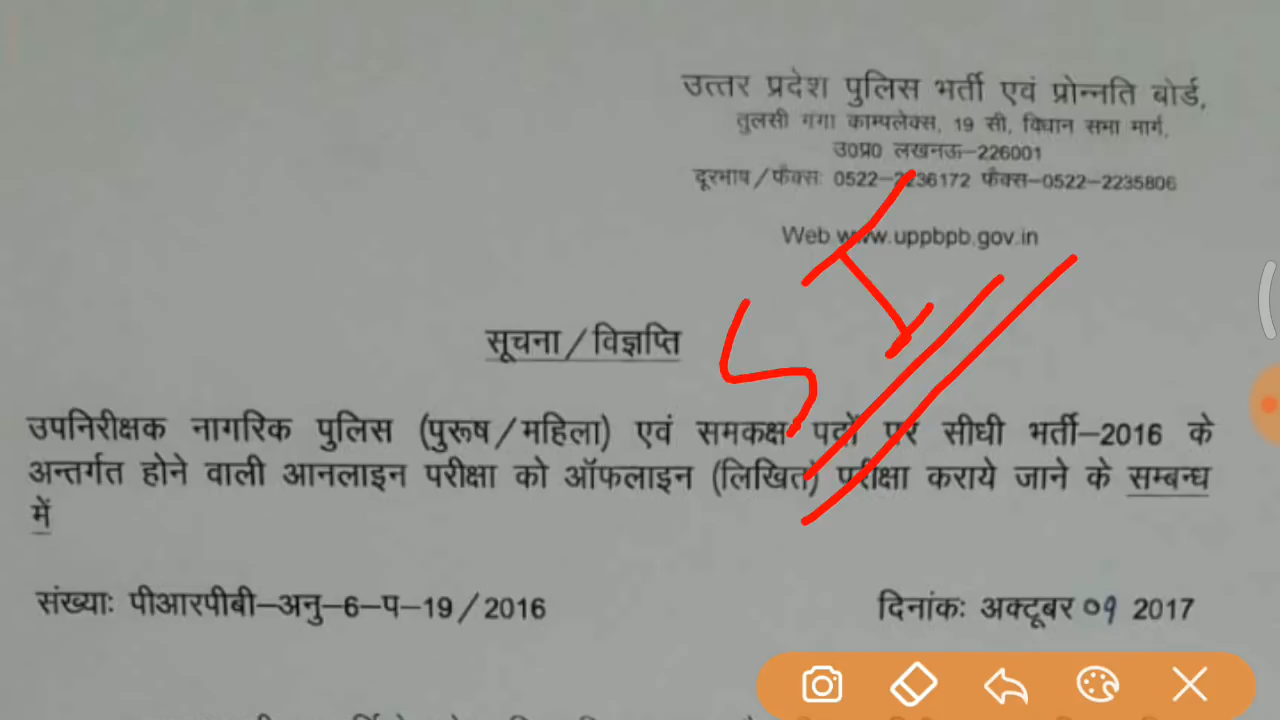 उत्तर प्रदेश पुलिस भर्ती एवं प्रोन्नति बोर्ड,
तुलसी गंगा काम्पलेक्स, 19 सी, विधान सभा मार्ग,
उ0प्र0 लखनऊ-226001
दूरभाष/फैक्सः 0522-2236172 फैक्स-0522-2235806
Web www.uppbpb.gov.in
SI
सूचना/विज्ञप्ति
उपनिरीक्षक नागरिक पुलिस (पुरूष/महिला) एवं समकक्ष पदों पर सीधी भर्ती-2016 के
अन्तर्गत होने वाली आनलाइन परीक्षा को ऑफलाइन (लिखित) परीक्षा कराये जाने के सम्बन्ध
में
संख्याः पीआरपीबी-अनु-6-प-19/2016 दिनांकः अक्टूबर 09 2017